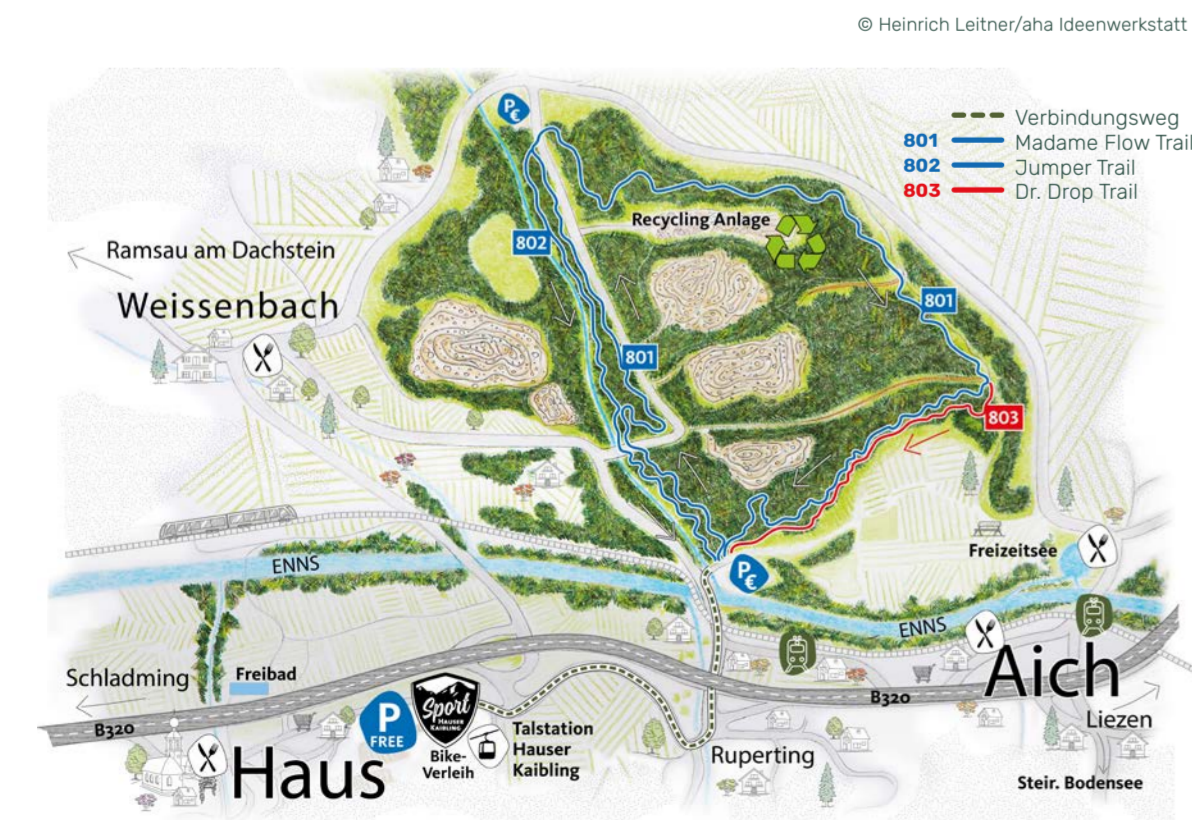 © Heinrich Leitner/aha Ideenwerkstatt
P€
Verbindungsweg
801 Madame Flow Trail
802 Jumper Trail
803 Dr. Drop Trail
Recycling Anlage
802
Ramsau am Dachstein
Weissenbach
801
801
803
Freizeitsee
ENNS
P€
ENNS
Schladming
Freibad
Aich
B320
B320
Liezen
P
FREE
Sport
HAUSER
KAIBLING
Bike-
Verleih
Talstation
Hauser
Kaibling
Haus
Ruperting
Steir. Bodensee